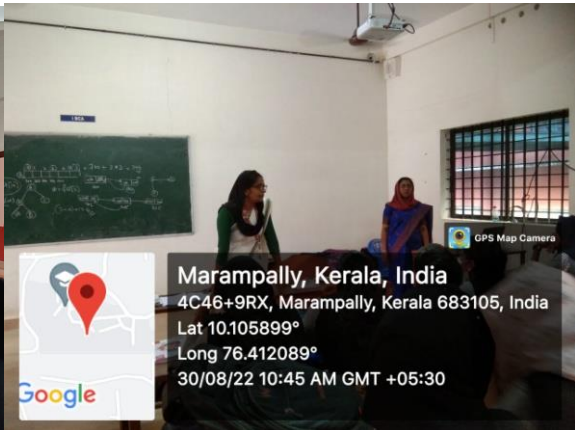 I BCA
GPS Map Camera
Marampally, Kerala, India
4C46+9RX, Marampally, Kerala 683105, India
Lat 10.105899°
Long 76.412089°
30/08/22 10:45 AM GMT +05:30
Google